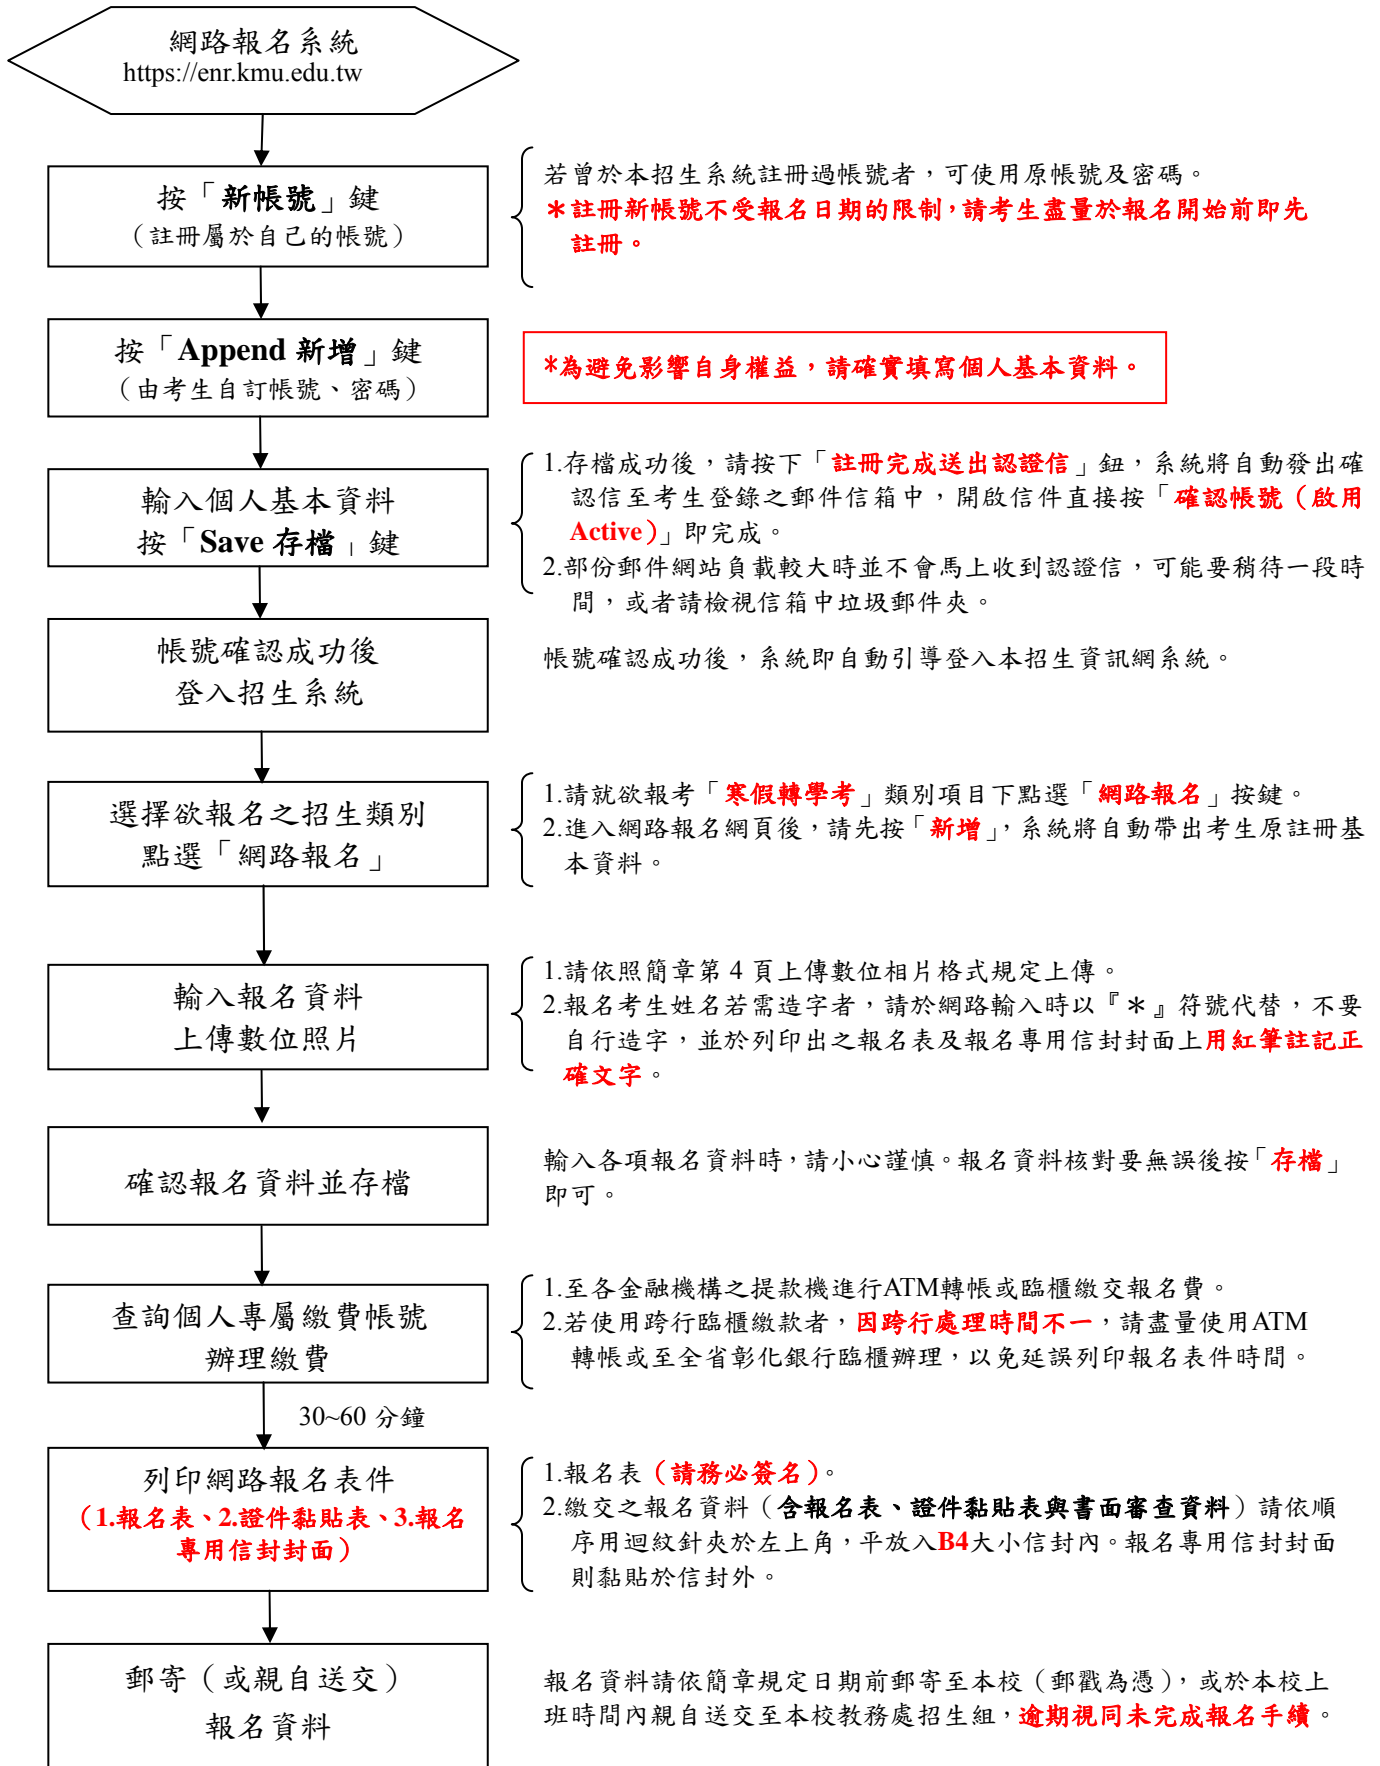 網路報名系統
https://enr.kmu.edu.tw
按「新帳號」鍵
（註冊屬於自己的帳號）
若曾於本招生系統註冊過帳號者，可使用原帳號及密碼。
＊註冊新帳號不受報名日期的限制，請考生盡量於報名開始前即先
註冊。
按「Append 新增」鍵
（由考生自訂帳號、密碼）
*為避免影響自身權益，請確實填寫個人基本資料。
輸入個人基本資料
按「Save 存檔」鍵
1.存檔成功後，請按下「註冊完成送出認證信」鈕，系統將自動發出確
認信至考生登錄之郵件信箱中，開啟信件直接按「確認帳號（啟用
Active）」即完成。
2.部份郵件網站負載較大時並不會馬上收到認證信，可能要稍待一段時
間，或者請檢視信箱中垃圾郵件夾。
帳號確認成功後
登入招生系統
帳號確認成功後，系統即自動引導登入本招生資訊網系統。
選擇欲報名之招生類別
點選「網路報名」
1.請就欲報考「寒假轉學考」類別項目下點選「網路報名」按鍵。
2.進入網路報名網頁後，請先按「新增」，系統將自動帶出考生原註冊基
本資料。
輸入報名資料
上傳數位照片
1.請依照簡章第 4 頁上傳數位相片格式規定上傳。
2.報名考生姓名若需造字者，請於網路輸入時以『＊』符號代替，不要
自行造字，並於列印出之報名表及報名專用信封封面上用紅筆註記正
確文字。
確認報名資料並存檔
輸入各項報名資料時，請小心謹慎。報名資料核對要無誤後按「存檔」
即可。
查詢個人專屬繳費帳號
辦理繳費
1.至各金融機構之提款機進行ATM轉帳或臨櫃繳交報名費。
2.若使用跨行臨櫃繳款者，因跨行處理時間不一，請盡量使用ATM
轉帳或至全省彰化銀行臨櫃辦理，以免延誤列印報名表件時間。
30~60 分鐘
列印網路報名表件
（1.報名表、2.證件黏貼表、3.報名
專用信封封面）
1.報名表（請務必簽名）。
2.繳交之報名資料（含報名表、證件黏貼表與書面審查資料）請依順
序用迴紋針夾於左上角，平放入B4大小信封內。報名專用信封封面
則黏貼於信封外。
郵寄（或親自送交）
報名資料
報名資料請依簡章規定日期前郵寄至本校（郵戳為憑），或於本校上
班時間內親自送交至本校教務處招生組，逾期視同未完成報名手續。